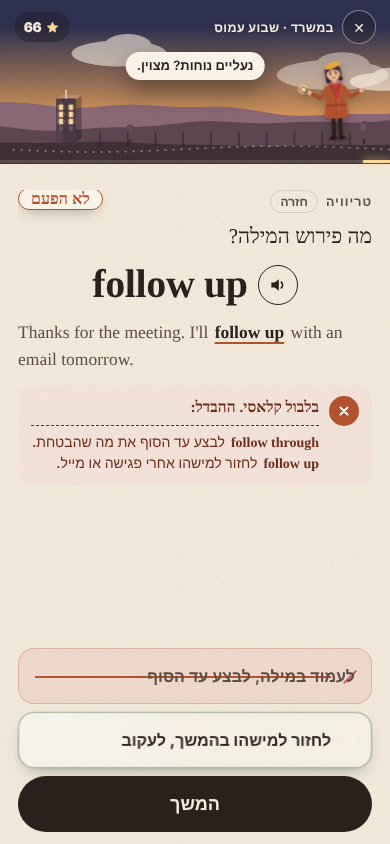 במשרד · שבוע עמוס
66
נעליים נוחות? מצוין.
טריוויה
חזרה
לא הפעם
מה פירוש המילה?
follow up
Thanks for the meeting. I'll follow up with an
email tomorrow.
בלבול קלאסי. ההבדל:
follow through לבצע עד הסוף את מה שהבטחת.
follow up לחזור למישהו אחרי פגישה או מייל.
לעמוד במילה, לבצע עד הסוף
לחזור למישהו בהמשך, לעקוב
המשך